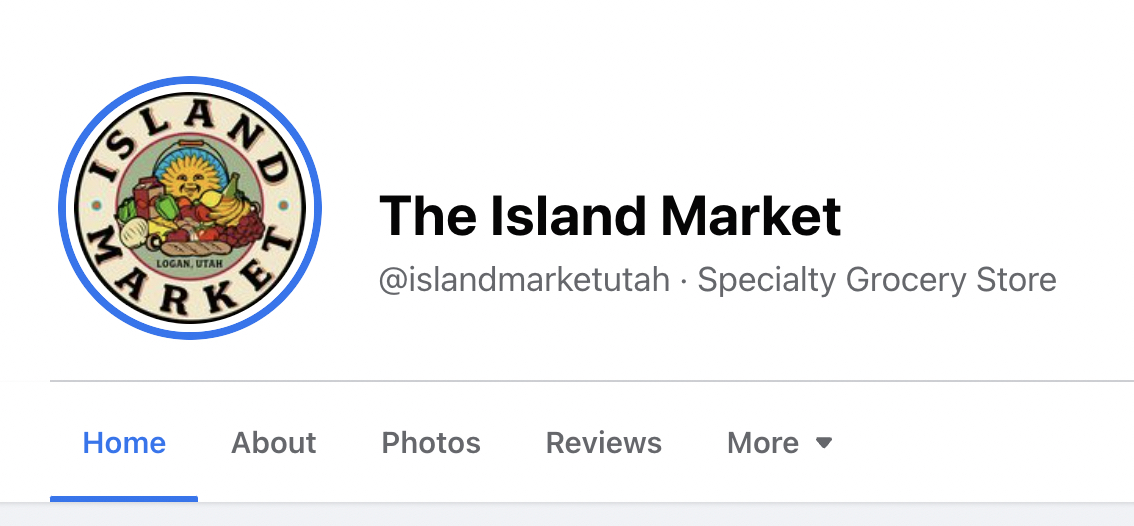 ISLAND
MARKET
LOGAN, UTAH
The Island Market
@islandmarketutah · Specialty Grocery Store
Home About Photos Reviews More